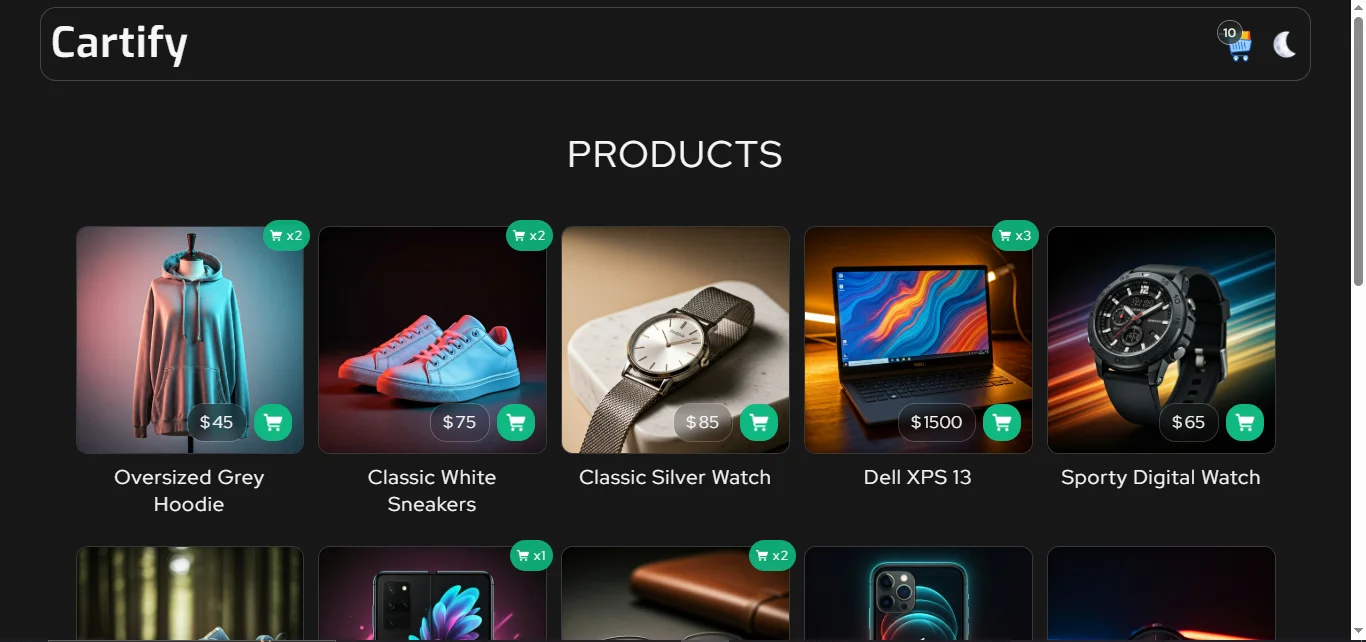 Cartify
10
PRODUCTS
x2
x2
x3
$45
$75
$85
$1500
$65
Oversized Grey
Hoodie
Classic White
Sneakers
Classic Silver Watch
Dell XPS 13
Sporty Digital Watch
x1
x2